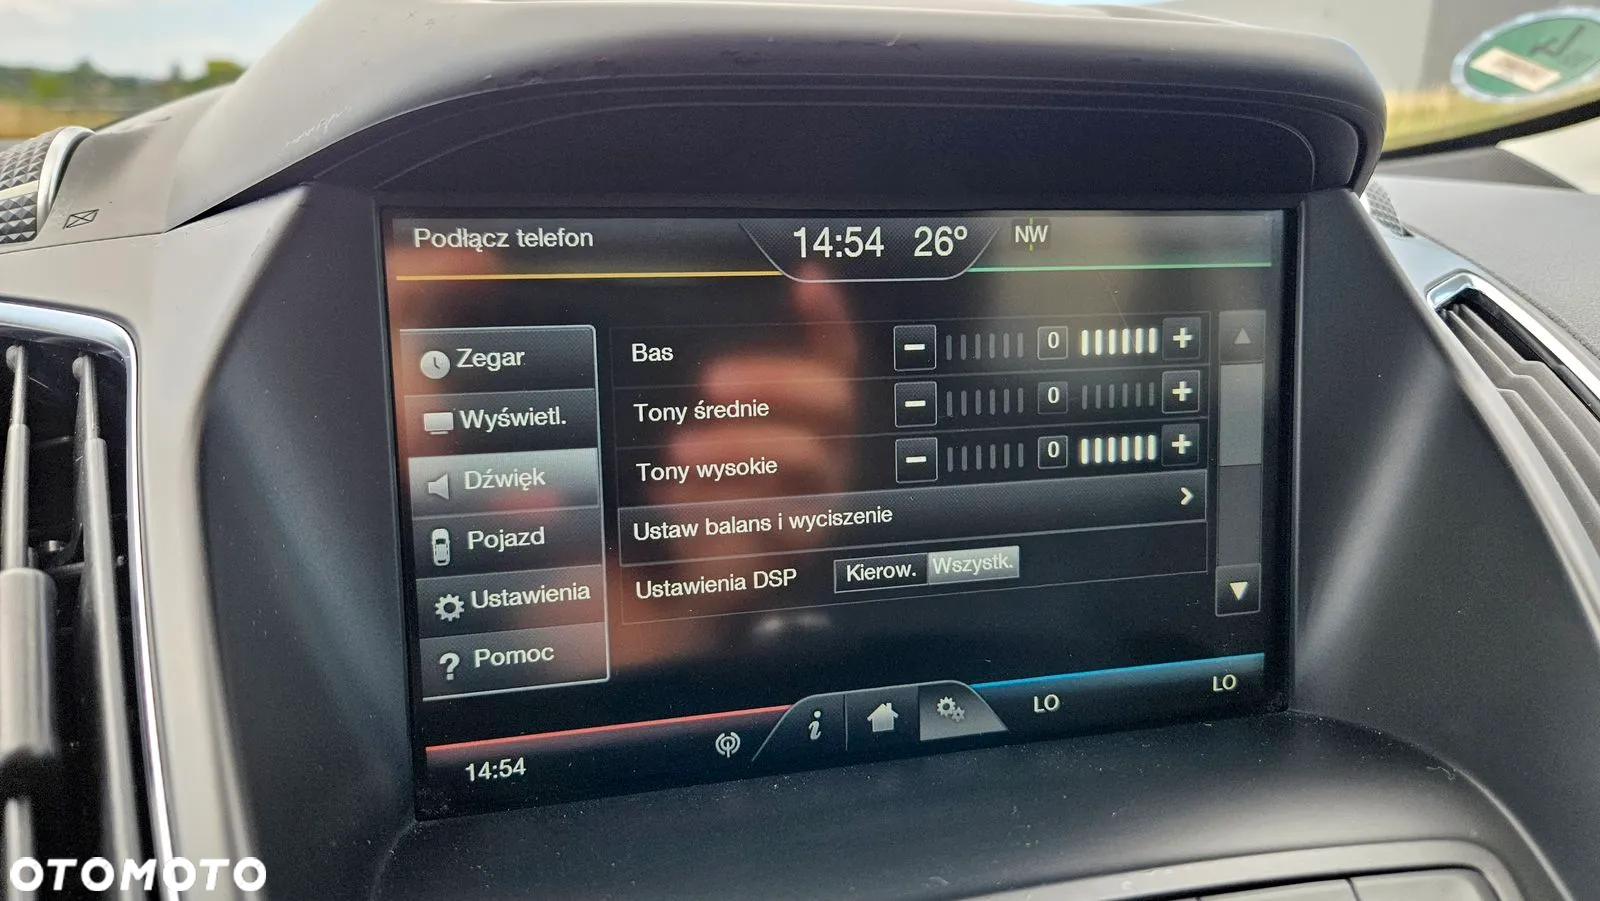 Podłącz telefon
14:54 26° NW
Zegar
Wyświetl.
Dźwięk
Pojazd
Ustawienia
Pomoc
Bas − 0 +
Tony średnie − 0 +
Tony wysokie − 0 +
Ustaw balans i wyciszenie
Ustawienia DSP Kierow. Wszystk.
LO LO
14:54
OTOMOTO